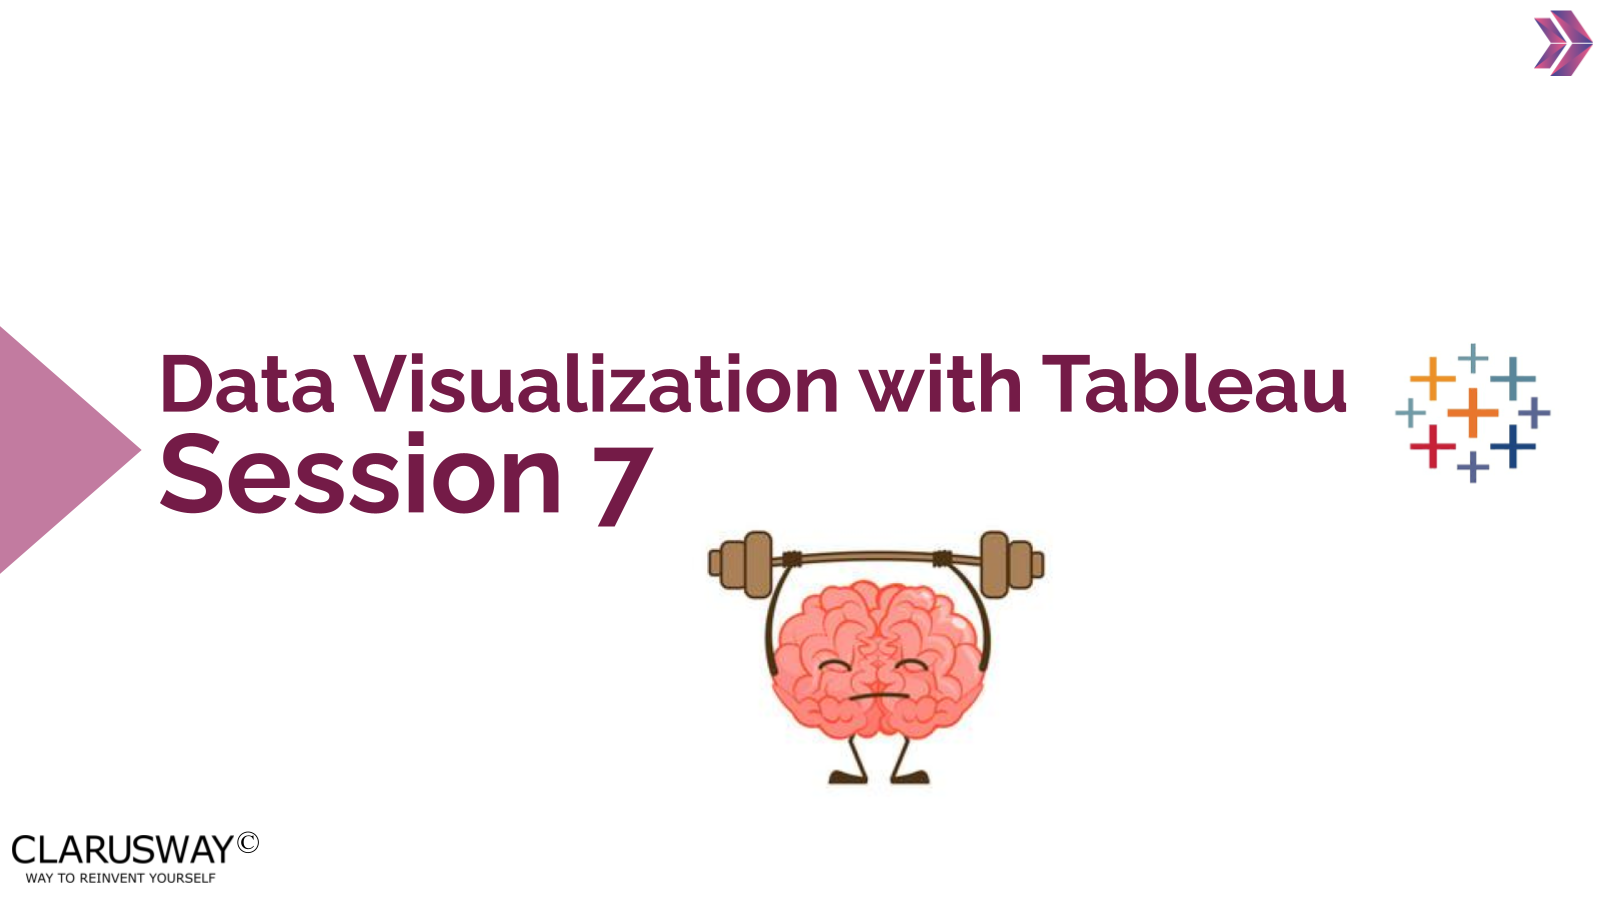 Data Visualization with Tableau
Session 7
CLARUSWAY©
WAY TO REINVENT YOURSELF